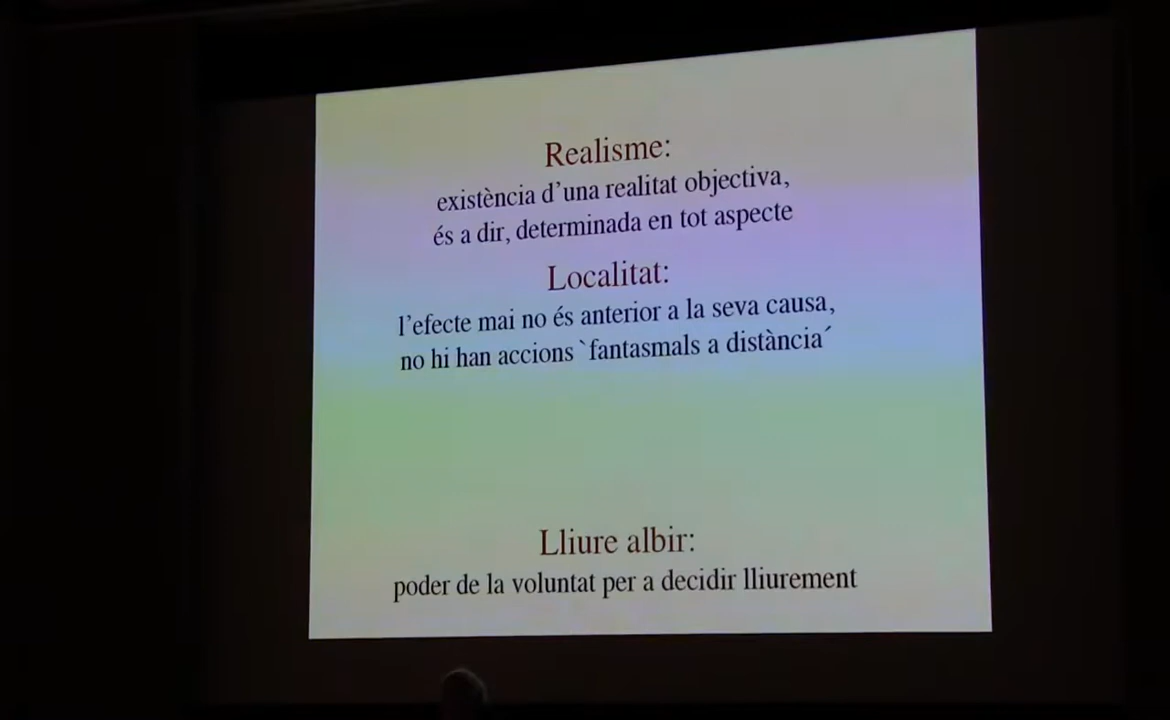 Realisme:
existència d’una realitat objectiva,
és a dir, determinada en tot aspecte
Localitat:
l’efecte mai no és anterior a la seva causa,
no hi han accions `fantasmals a distància´
Lliure albir:
poder de la voluntat per a decidir lliurement